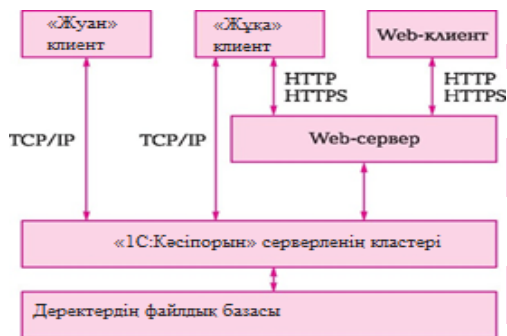 «Жуан»
клиент
«Жұқа»
клиент
Web-клиент
HTTP
HTTPS
HTTP
HTTPS
TCP/IP
TCP/IP
Web-сервер
«1С:Кәсіпорын» серверленің кластері
Деректердің файлдық базасы